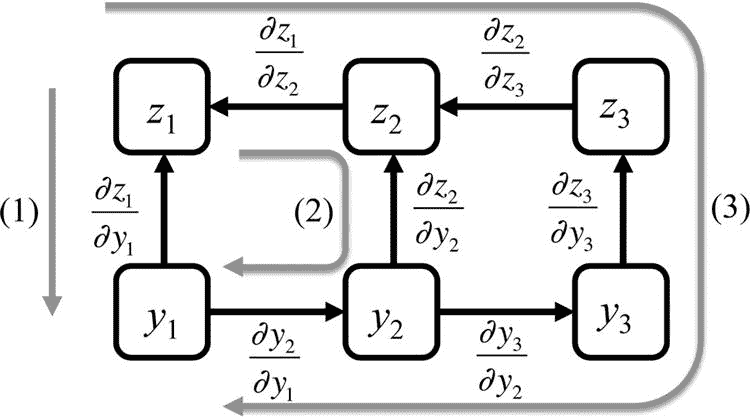 ∂z₁/∂z₂ ∂z₂/∂z₃
z₁ z₂ z₃
(1) ∂z₁/∂y₁ (2) ∂z₂/∂y₂ ∂z₃/∂y₃ (3)
y₁ y₂ y₃
∂y₂/∂y₁ ∂y₃/∂y₂